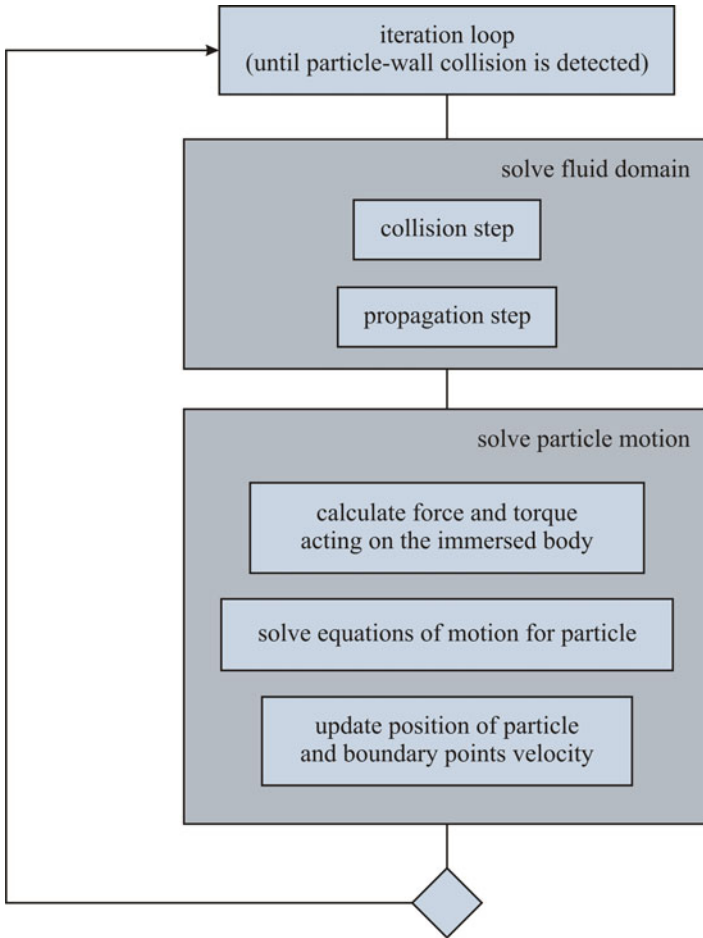 iteration loop
(until particle-wall collision is detected)
solve fluid domain
collision step
propagation step
solve particle motion
calculate force and torque
acting on the immersed body
solve equations of motion for particle
update position of particle
and boundary points velocity